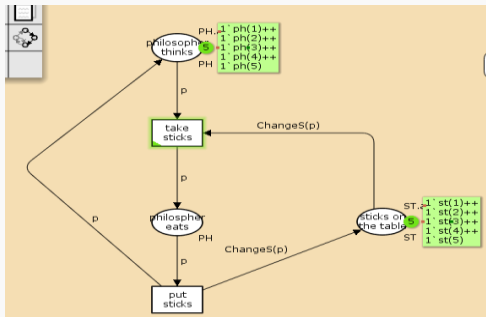 philosopher
thinks
5
PH.
1`ph(1)++
1`ph(2)++
1`ph(3)++
1`ph(4)++
1`ph(5)
PH
p
take
sticks
ChangeS(p)
p
philospher
eats
PH
p
p
ChangeS(p)
sticks on
the table
5
ST.
1`st(1)++
1`st(2)++
1`st(3)++
1`st(4)++
1`st(5)
ST
put
sticks